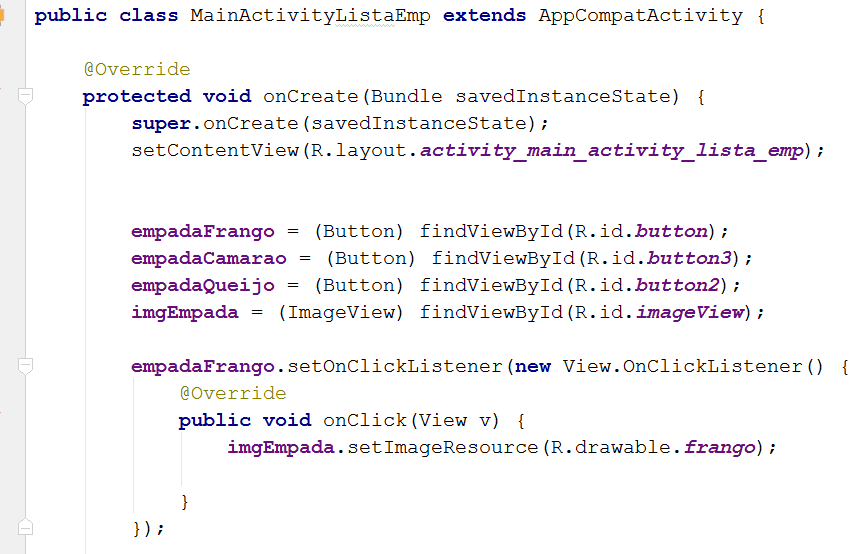 public class MainActivityListaEmp extends AppCompatActivity {
@Override
protected void onCreate(Bundle savedInstanceState) {
super.onCreate(savedInstanceState);
setContentView(R.layout.activity_main_activity_lista_emp);
empadaFrango = (Button) findViewById(R.id.button);
empadaCamarao = (Button) findViewById(R.id.button3);
empadaQueijo = (Button) findViewById(R.id.button2);
imgEmpada = (ImageView) findViewById(R.id.imageView);
empadaFrango.setOnClickListener(new View.OnClickListener() {
@Override
public void onClick(View v) {
imgEmpada.setImageResource(R.drawable.frango);
}
});